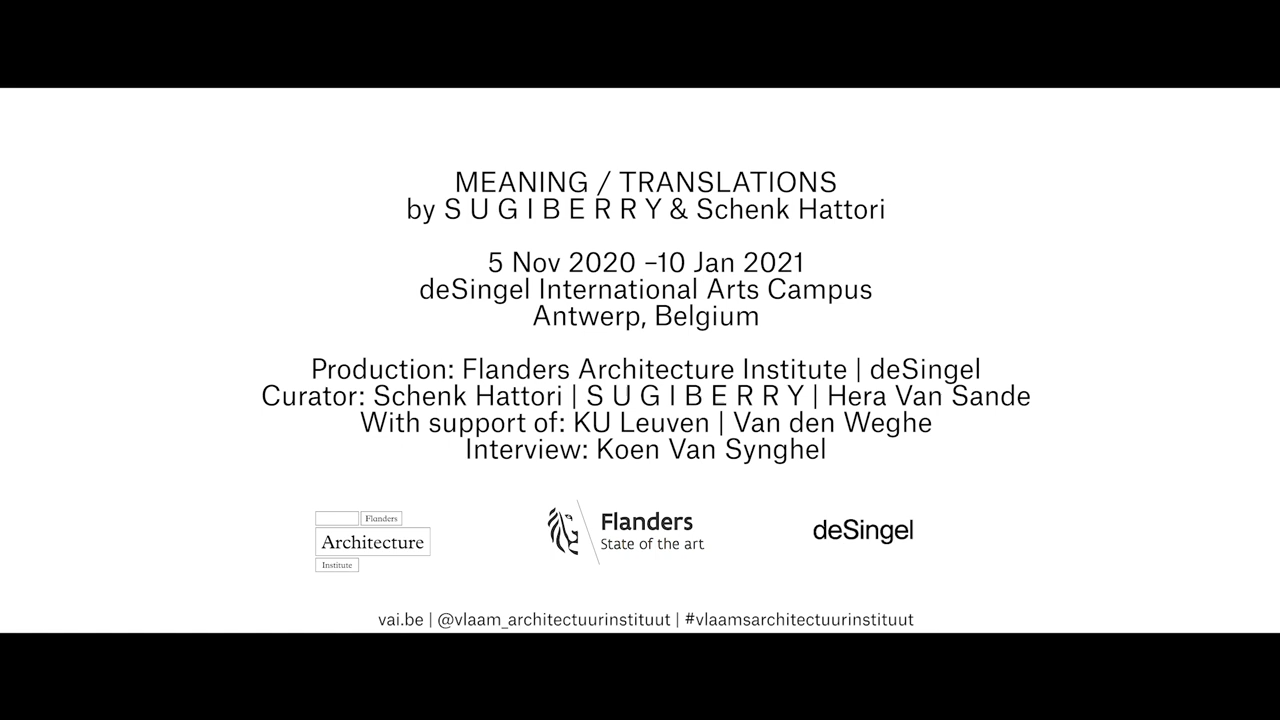 MEANING / TRANSLATIONS
by S U G I B E R R Y & Schenk Hattori
5 Nov 2020 –10 Jan 2021
deSingel International Arts Campus
Antwerp, Belgium
Production: Flanders Architecture Institute | deSingel
Curator: Schenk Hattori | S U G I B E R R Y | Hera Van Sande
With support of: KU Leuven | Van den Weghe
Interview: Koen Van Synghel
Flanders
Architecture
Institute
Flanders
State of the art
deSingel
vai.be | @vlaam_architectuurinstituut | #vlaamsarchitectuurinstituut